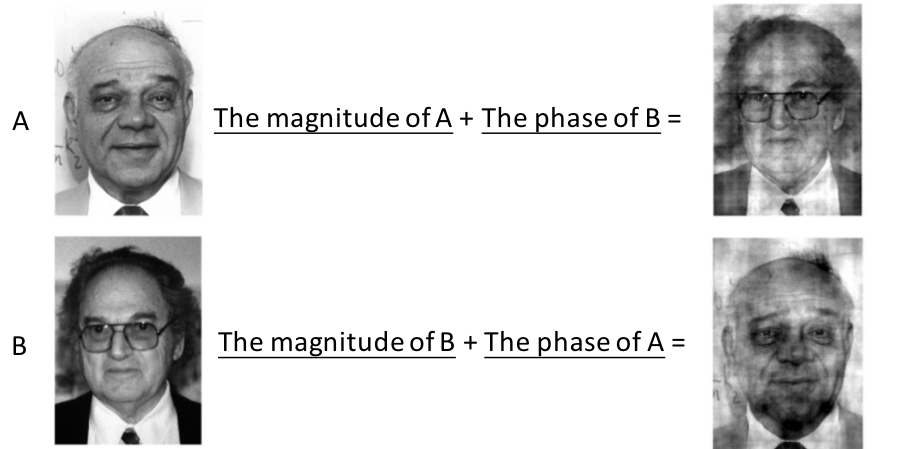 A
The magnitude of A + The phase of B =
B
The magnitude of B + The phase of A =